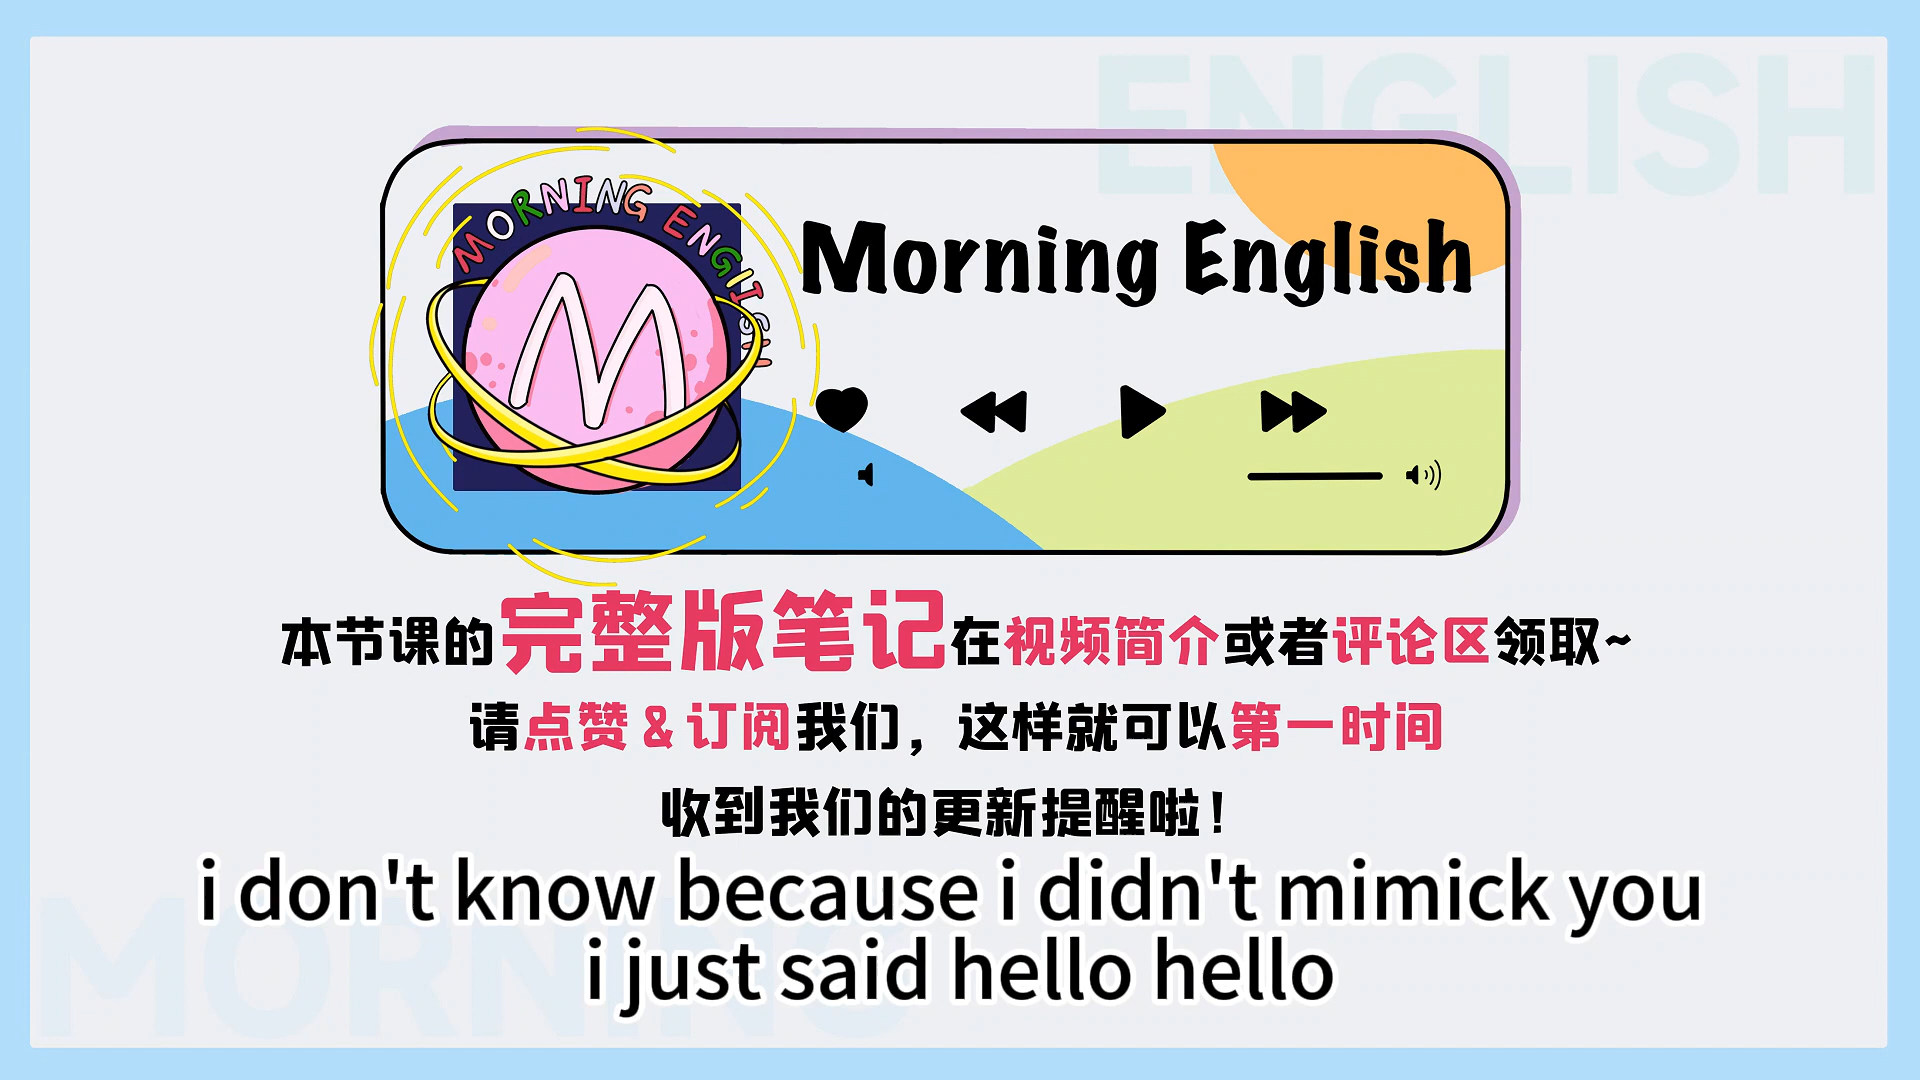 ENGLISH
MORNING ENGLISH
M
Morning English
本节课的完整版笔记在视频简介或者评论区领取~
请点赞&订阅我们，这样就可以第一时间
收到我们的更新提醒啦！
MORNING
i don't know because i didn't mimick you
i just said hello hello